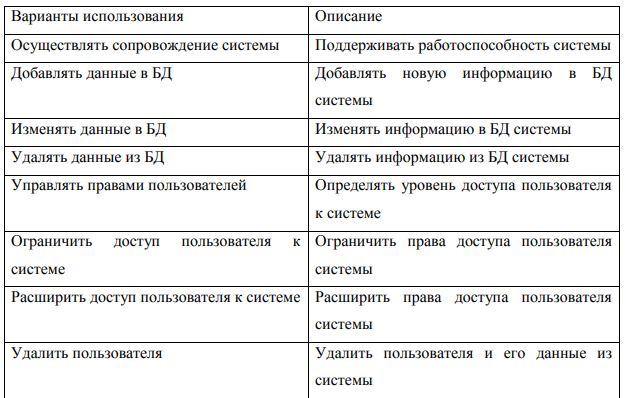 Варианты использования
Описание
Осуществлять сопровождение системы
Поддерживать работоспособность системы
Добавлять данные в БД
Добавлять новую информацию в БД
системы
Изменять данные в БД
Изменять информацию в БД системы
Удалять данные из БД
Удалять информацию из БД системы
Управлять правами пользователей
Определять уровень доступа пользователя
к системе
Ограничить доступ пользователя к
системе
Ограничить права доступа пользователя
системы
Расширить доступ пользователя к системе
Расширить права доступа пользователя
системы
Удалить пользователя
Удалить пользователя и его данные из
системы